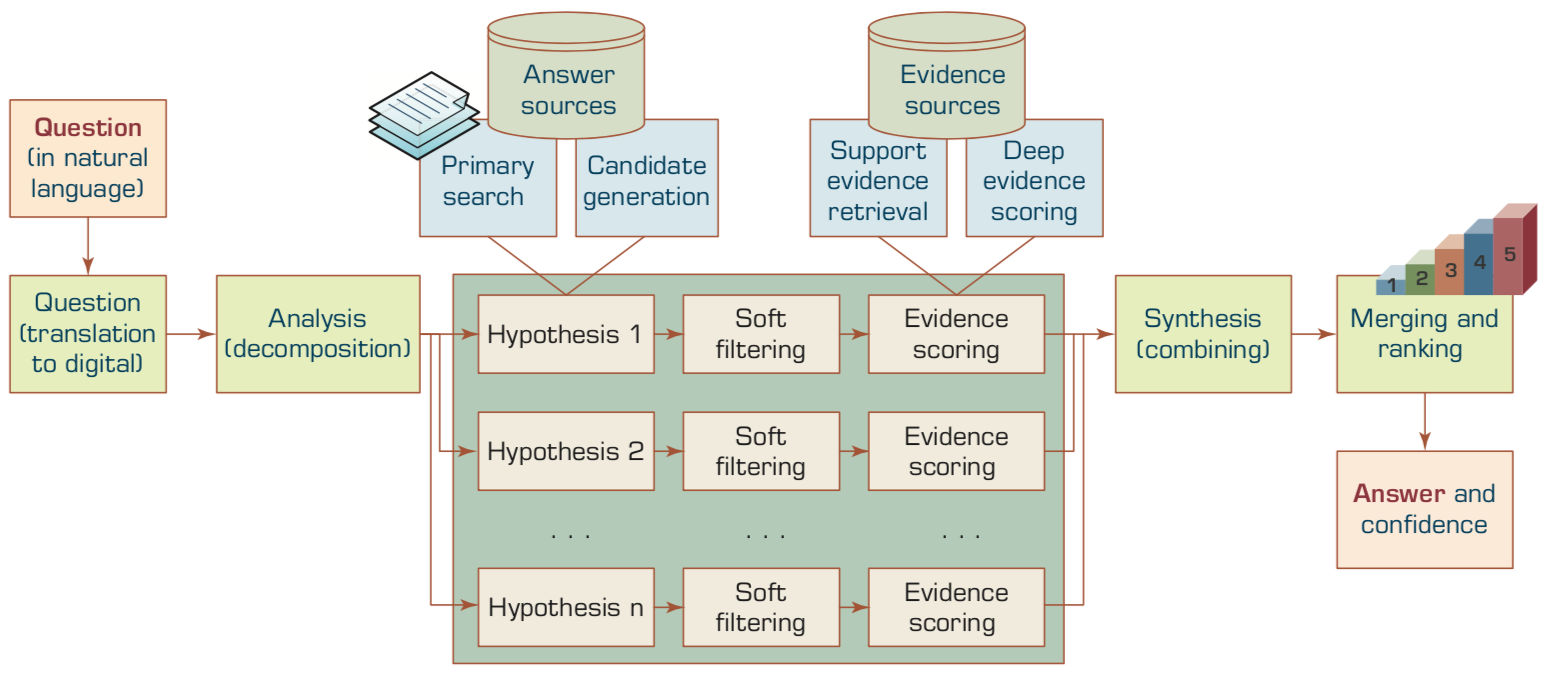 Answer
sources
Evidence
sources
Question
(in natural
language)
Primary
search
Candidate
generation
Support
evidence
retrieval
Deep
evidence
scoring
Question
(translation
to digital)
Analysis
(decomposition)
Hypothesis 1
Soft
filtering
Evidence
scoring
Synthesis
(combining)
1 2 3 4 5
Merging and
ranking
Hypothesis 2
Soft
filtering
Evidence
scoring
. . .
. . .
. . .
Answer and
confidence
Hypothesis n
Soft
filtering
Evidence
scoring